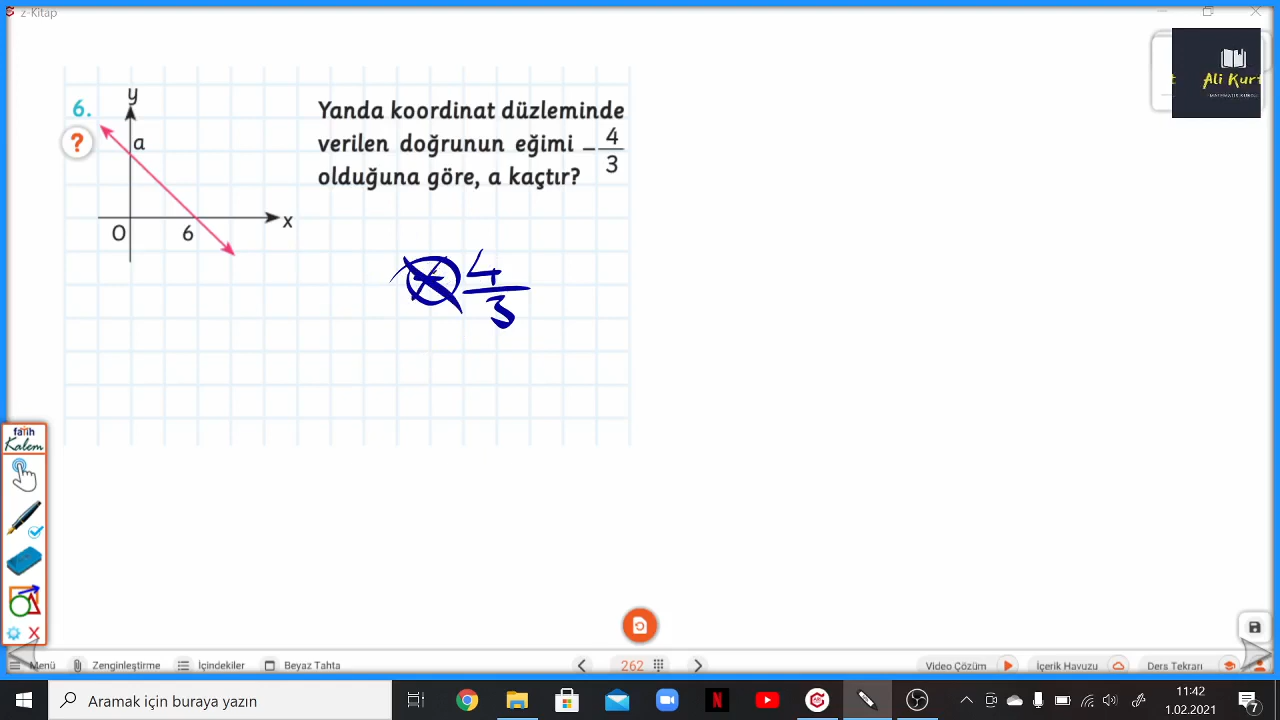 z-Kitap
Ali Kurt
6.
?
y
a
O
6
x
Yanda koordinat düzleminde
verilen doğrunun eğimi −4/3
olduğuna göre, a kaçtır?
4
3
fatih
Kalem
Menü
Zenginleştirme
İçindekiler
Beyaz Tahta
262
Video Çözüm
İçerik Havuzu
Ders Tekrarı
Aramak için buraya yazın
11:42
1.02.2021
7